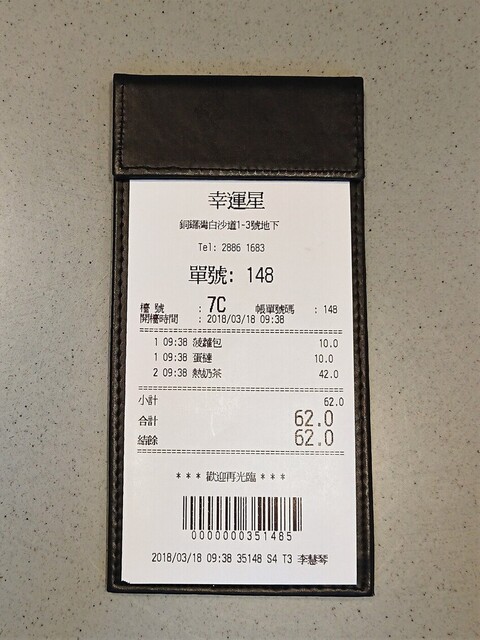 幸運星
銅鑼灣白沙道1-3號地下
Tel: 2886 1683
單號: 148
檯 號 : 7C 帳單號碼 : 148
開檯時間 : 2018/03/18 09:38
1 09:38 菠蘿包 10.0
1 09:38 蛋撻 10.0
2 09:38 熱奶茶 42.0
小計 62.0
合計 62.0
結餘 62.0
* * * 歡迎再光臨 * * *
0000000351485
2018/03/18 09:38 35148 S4 T3 李慧琴